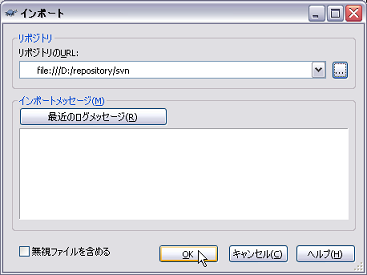 インポート
リポジトリ
リポジトリのURL:
file:///D:/repository/svn
...
インポートメッセージ(M)
最近のログメッセージ(R)
無視ファイルを含める
OK
キャンセル(C)
ヘルプ(H)